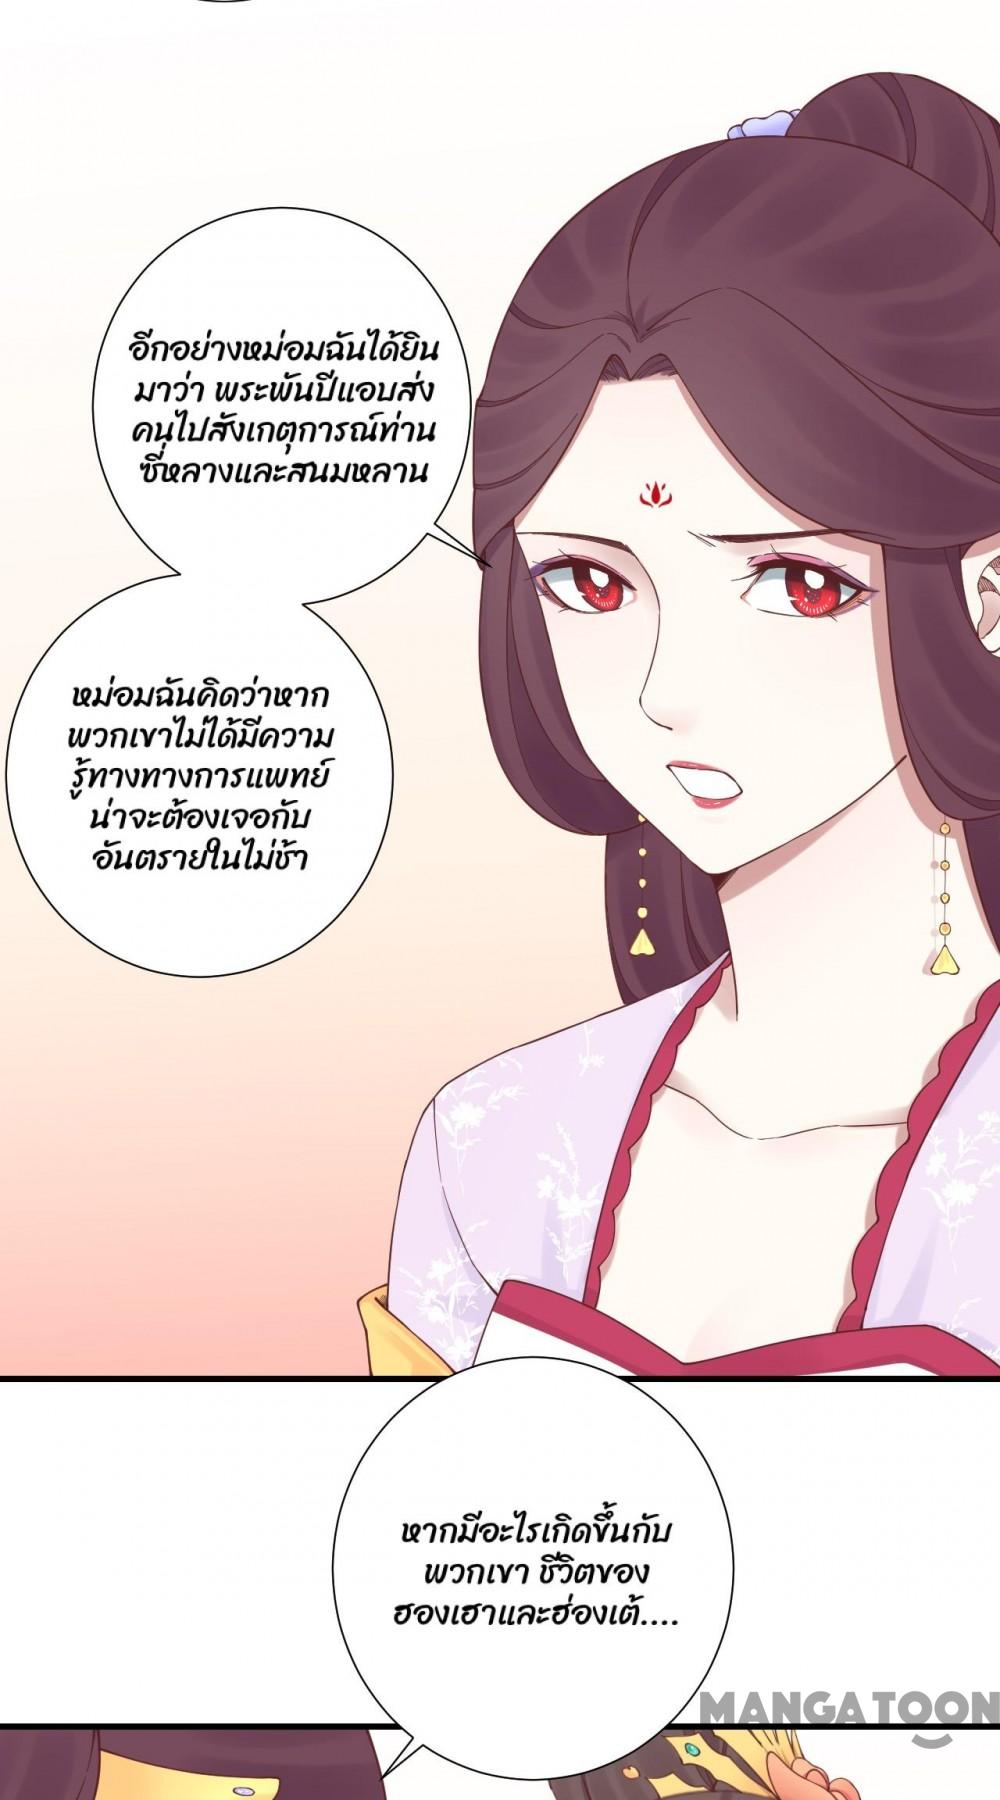 อีกอย่างหม่อมฉันได้ยิน
มาว่า พระพันปีแอบส่ง
คนไปสังเกตุการณ์ท่าน
ซี่หลางและสนมหลาน
หม่อมฉันคิดว่าหาก
พวกเขาไม่ได้มีความ
รู้ทางทางการแพทย์
น่าจะต้องเจอกับ
อันตรายในไม่ช้า
หากมีอะไรเกิดขึ้นกับ
พวกเขา ชีวิตของ
ฮองเฮาและฮ่องเต้....
MANGATOON